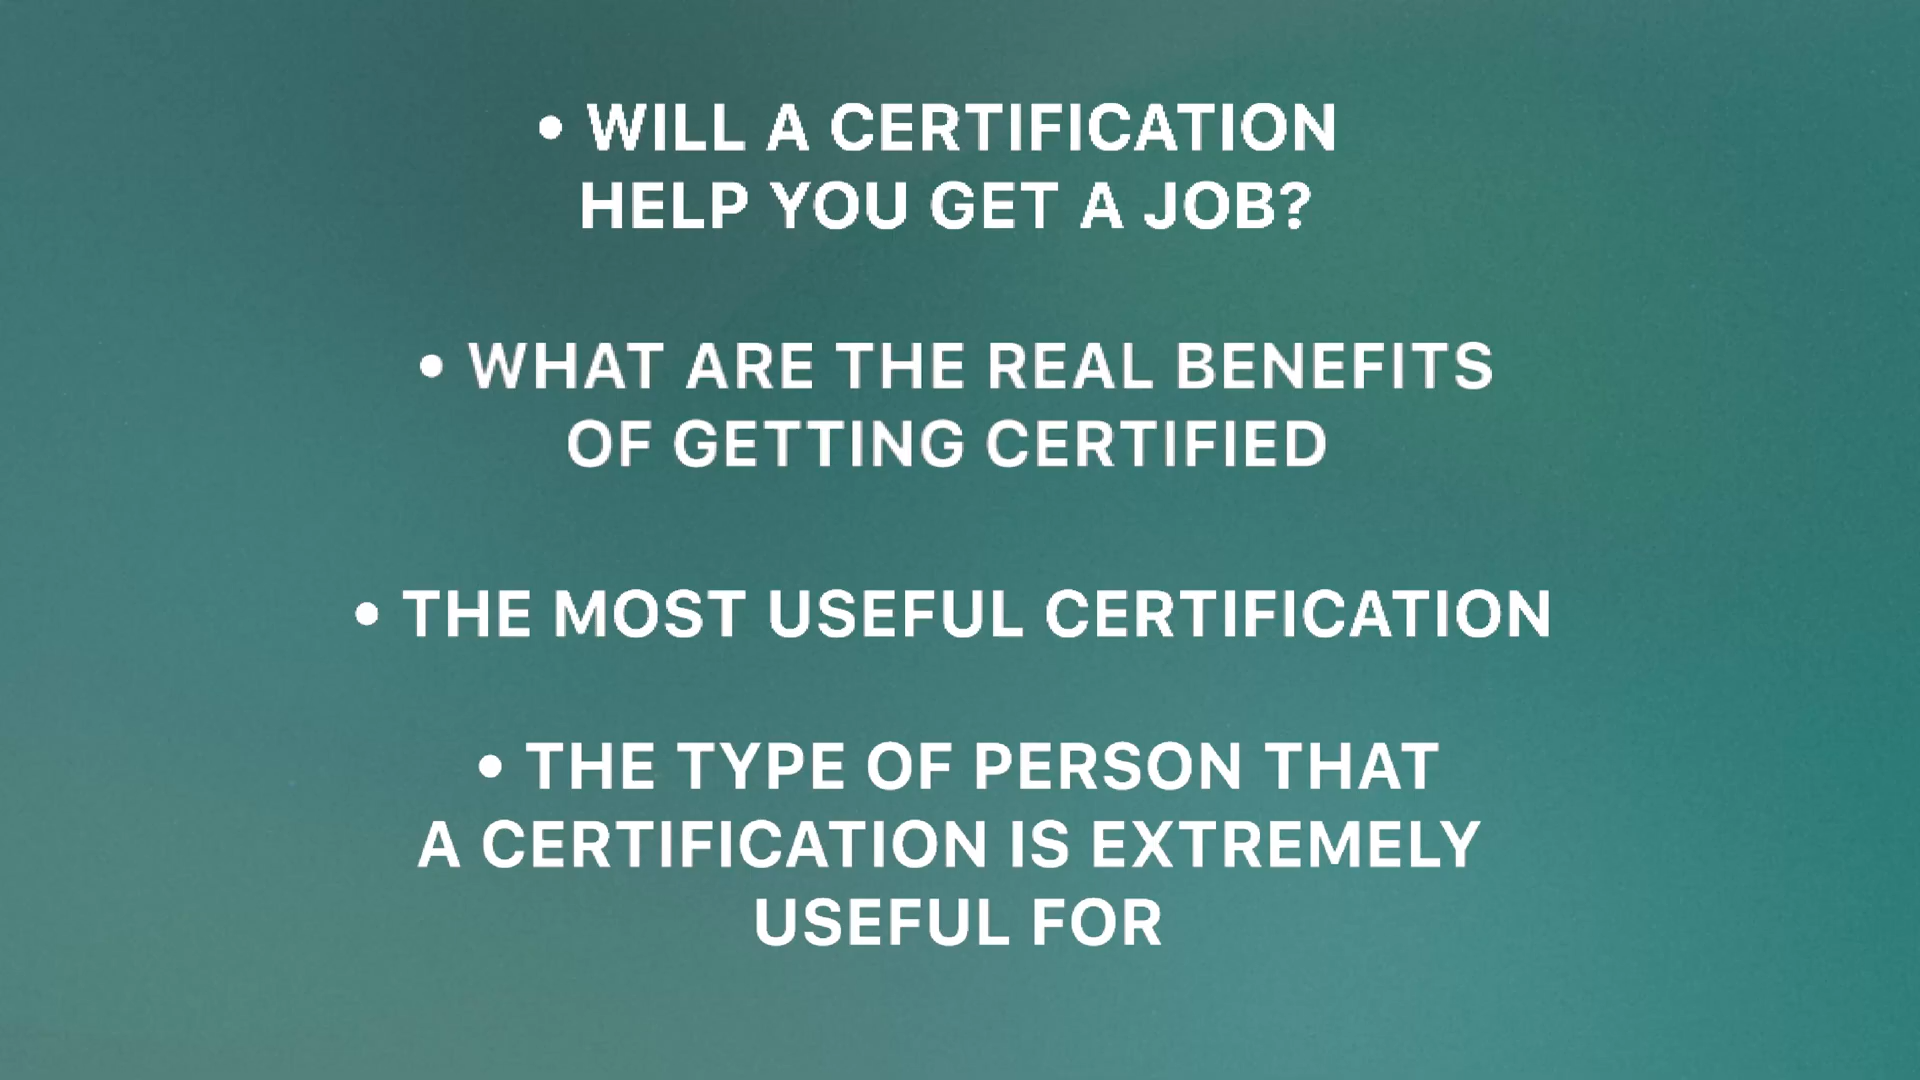 • WILL A CERTIFICATION
HELP YOU GET A JOB?
• WHAT ARE THE REAL BENEFITS
OF GETTING CERTIFIED
• THE MOST USEFUL CERTIFICATION
• THE TYPE OF PERSON THAT
A CERTIFICATION IS EXTREMELY
USEFUL FOR